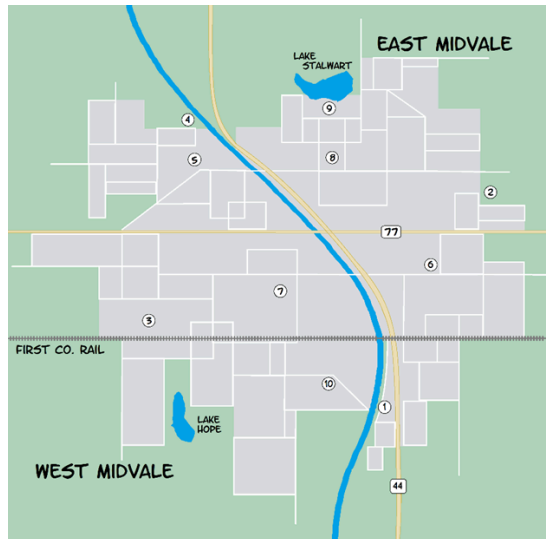 EAST MIDVALE
LAKE
STALWART
9
4
8
5
2
77
6
7
3
FIRST CO. RAIL
10
1
LAKE
HOPE
WEST MIDVALE
44